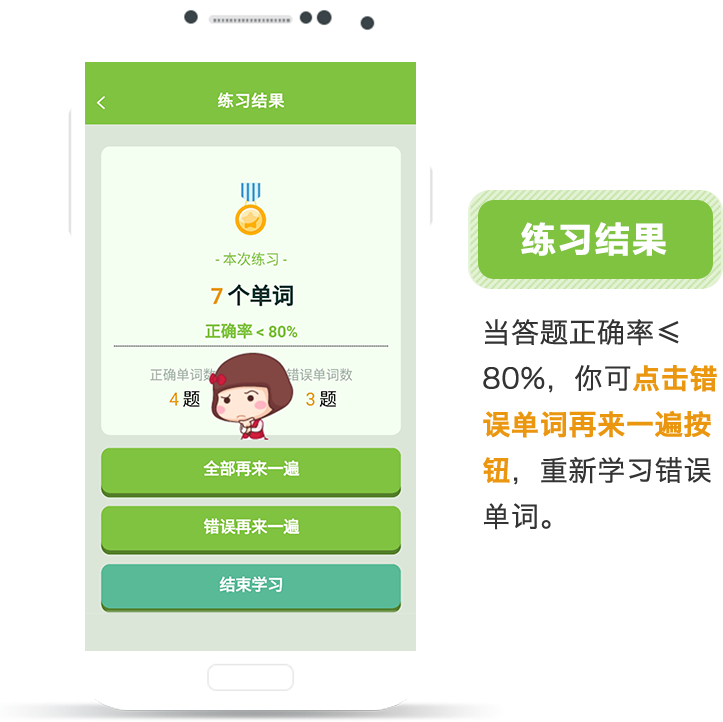 练习结果
- 本次练习 -
7 个单词
正确率 < 80%
正确单词数 错误单词数
4 题 3 题
全部再来一遍
错误再来一遍
结束学习
练习结果
当答题正确率≤
80%，你可点击错
误单词再来一遍按
钮，重新学习错误
单词。